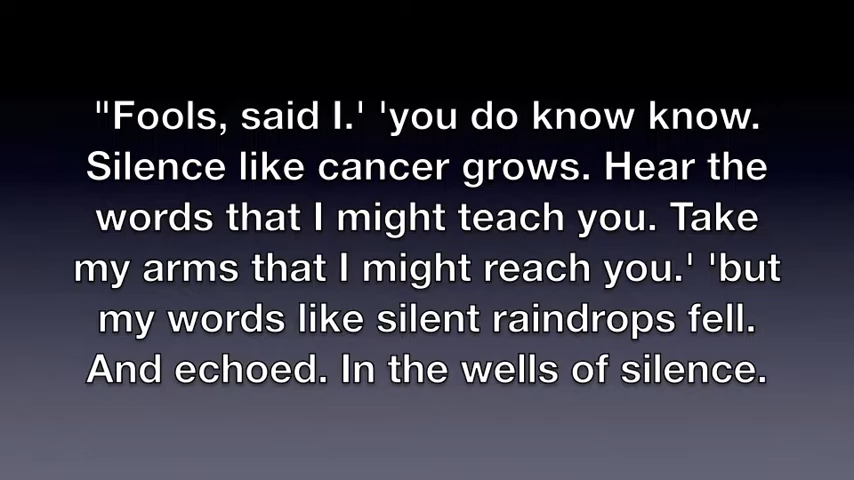 "Fools, said I.' 'you do know know.
Silence like cancer grows. Hear the
words that I might teach you. Take
my arms that I might reach you.' 'but
my words like silent raindrops fell.
And echoed. In the wells of silence.